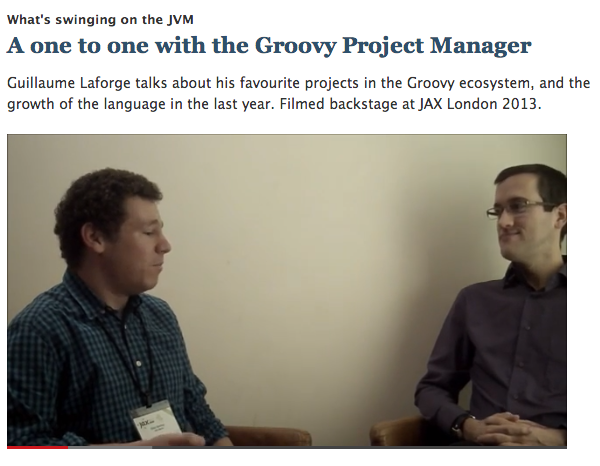 What's swinging on the JVM
A one to one with the Groovy Project Manager
Guillaume Laforge talks about his favourite projects in the Groovy ecosystem, and the
growth of the language in the last year. Filmed backstage at JAX London 2013.